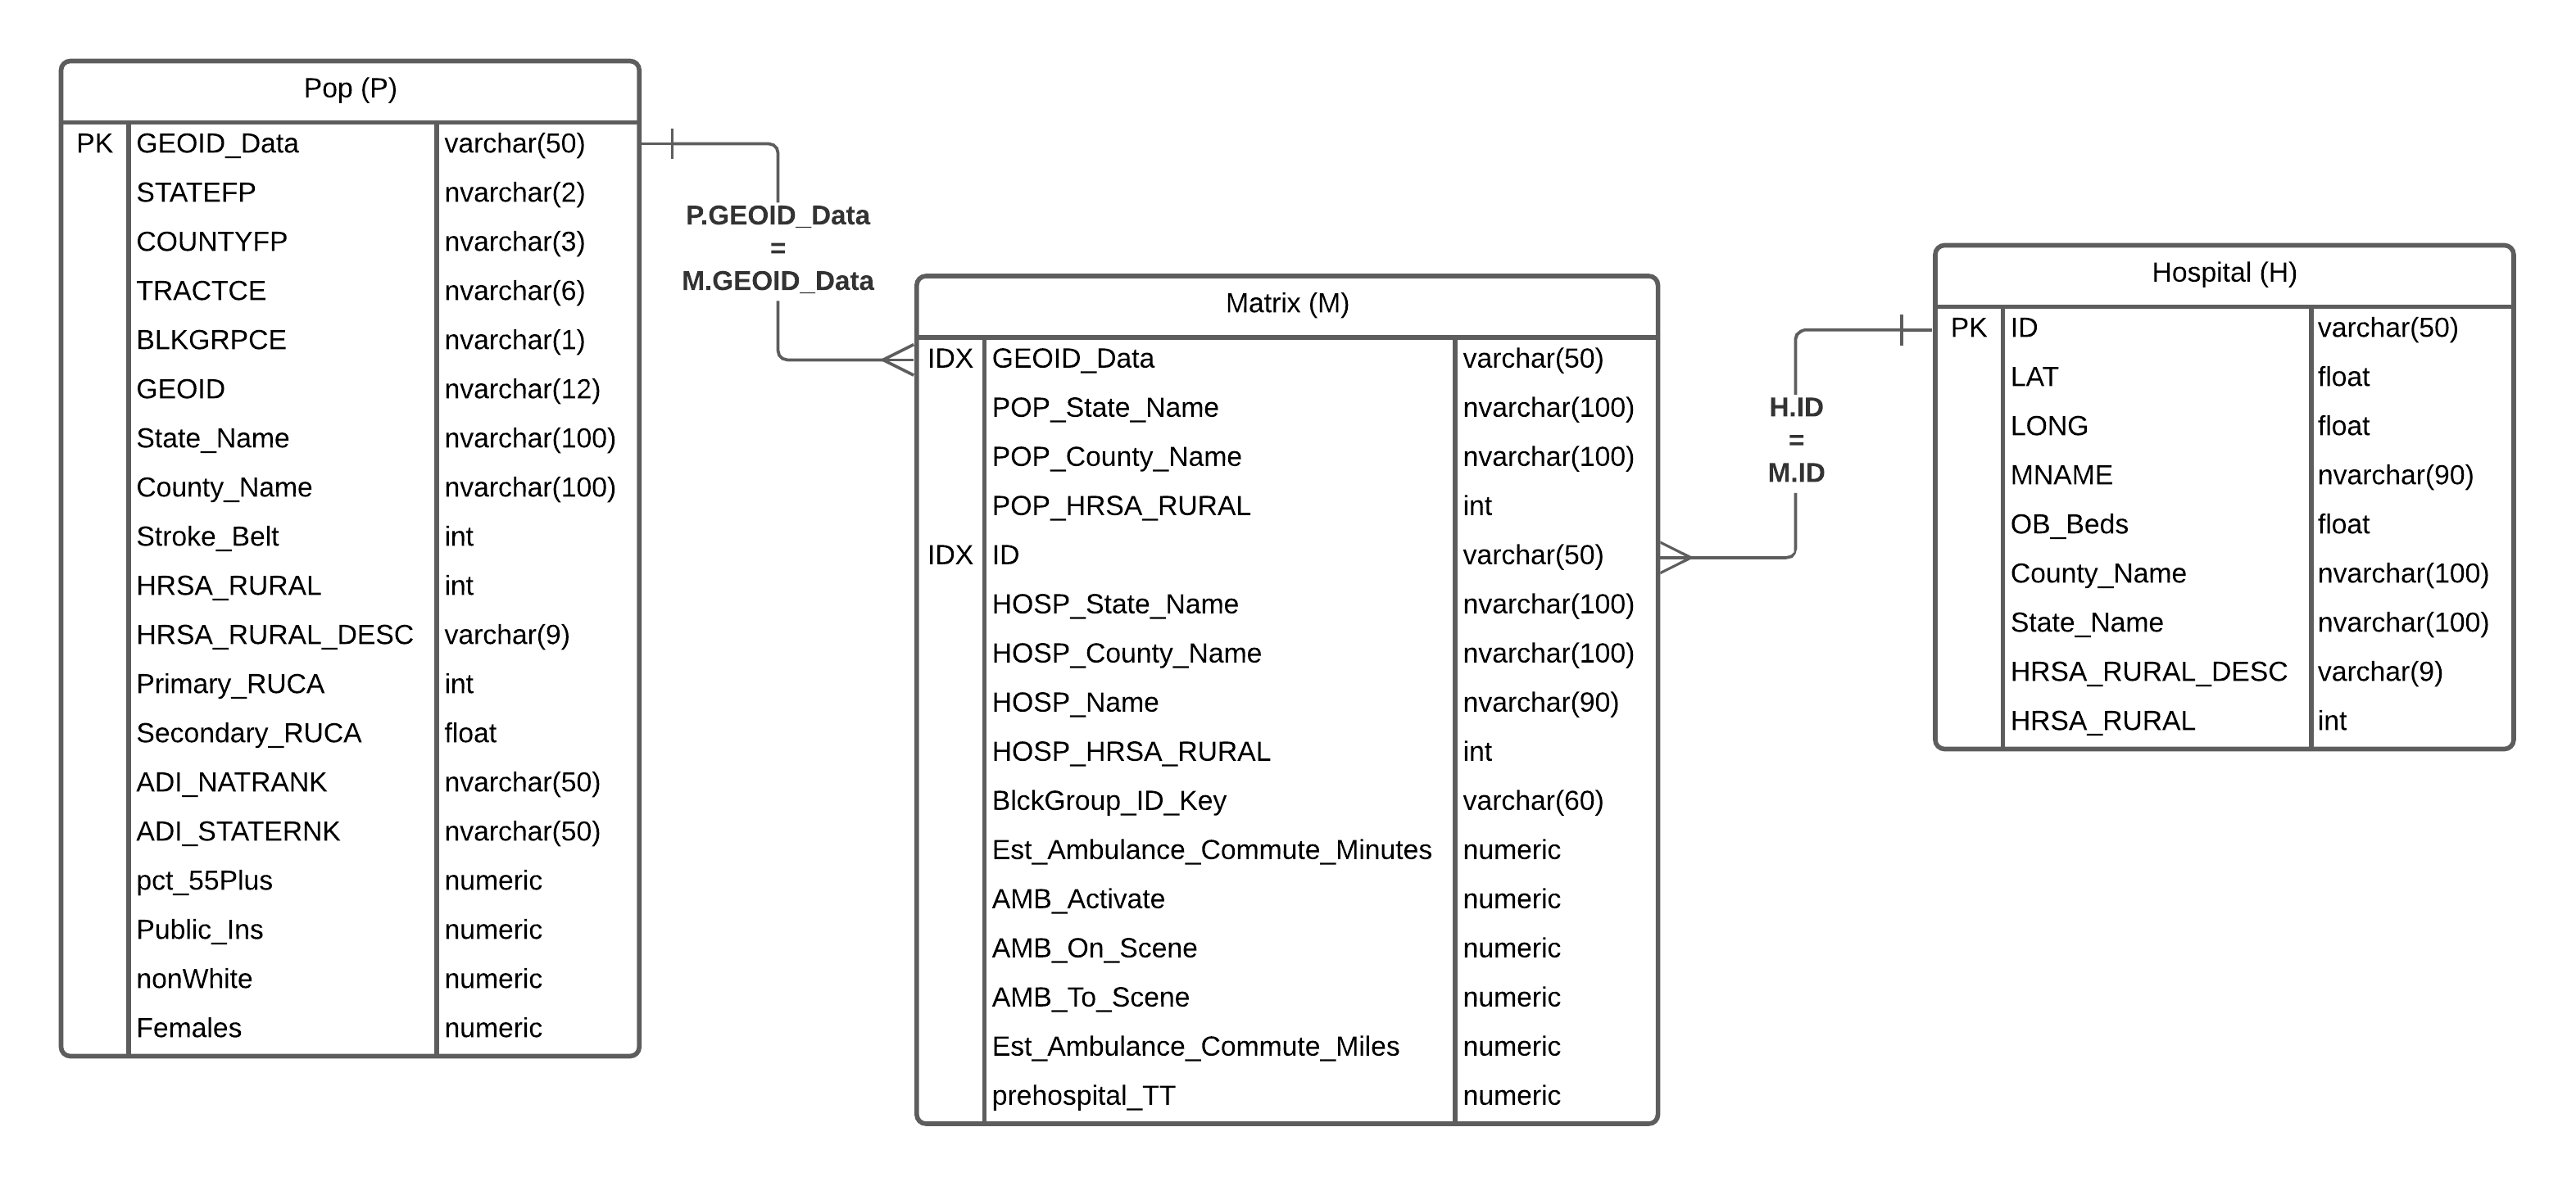 Pop (P)
PK GEOID_Data varchar(50)
STATEFP nvarchar(2)
COUNTYFP nvarchar(3)
TRACTCE nvarchar(6)
BLKGRPCE nvarchar(1)
GEOID nvarchar(12)
State_Name nvarchar(100)
County_Name nvarchar(100)
Stroke_Belt int
HRSA_RURAL int
HRSA_RURAL_DESC varchar(9)
Primary_RUCA int
Secondary_RUCA float
ADI_NATRANK nvarchar(50)
ADI_STATERNK nvarchar(50)
pct_55Plus numeric
Public_Ins numeric
nonWhite numeric
Females numeric
P.GEOID_Data
=
M.GEOID_Data
Matrix (M)
IDX GEOID_Data varchar(50)
POP_State_Name nvarchar(100)
POP_County_Name nvarchar(100)
POP_HRSA_RURAL int
IDX ID varchar(50)
HOSP_State_Name nvarchar(100)
HOSP_County_Name nvarchar(100)
HOSP_Name nvarchar(90)
HOSP_HRSA_RURAL int
BlckGroup_ID_Key varchar(60)
Est_Ambulance_Commute_Minutes numeric
AMB_Activate numeric
AMB_On_Scene numeric
AMB_To_Scene numeric
Est_Ambulance_Commute_Miles numeric
prehospital_TT numeric
H.ID
=
M.ID
Hospital (H)
PK ID varchar(50)
LAT float
LONG float
MNAME nvarchar(90)
OB_Beds float
County_Name nvarchar(100)
State_Name nvarchar(100)
HRSA_RURAL_DESC varchar(9)
HRSA_RURAL int